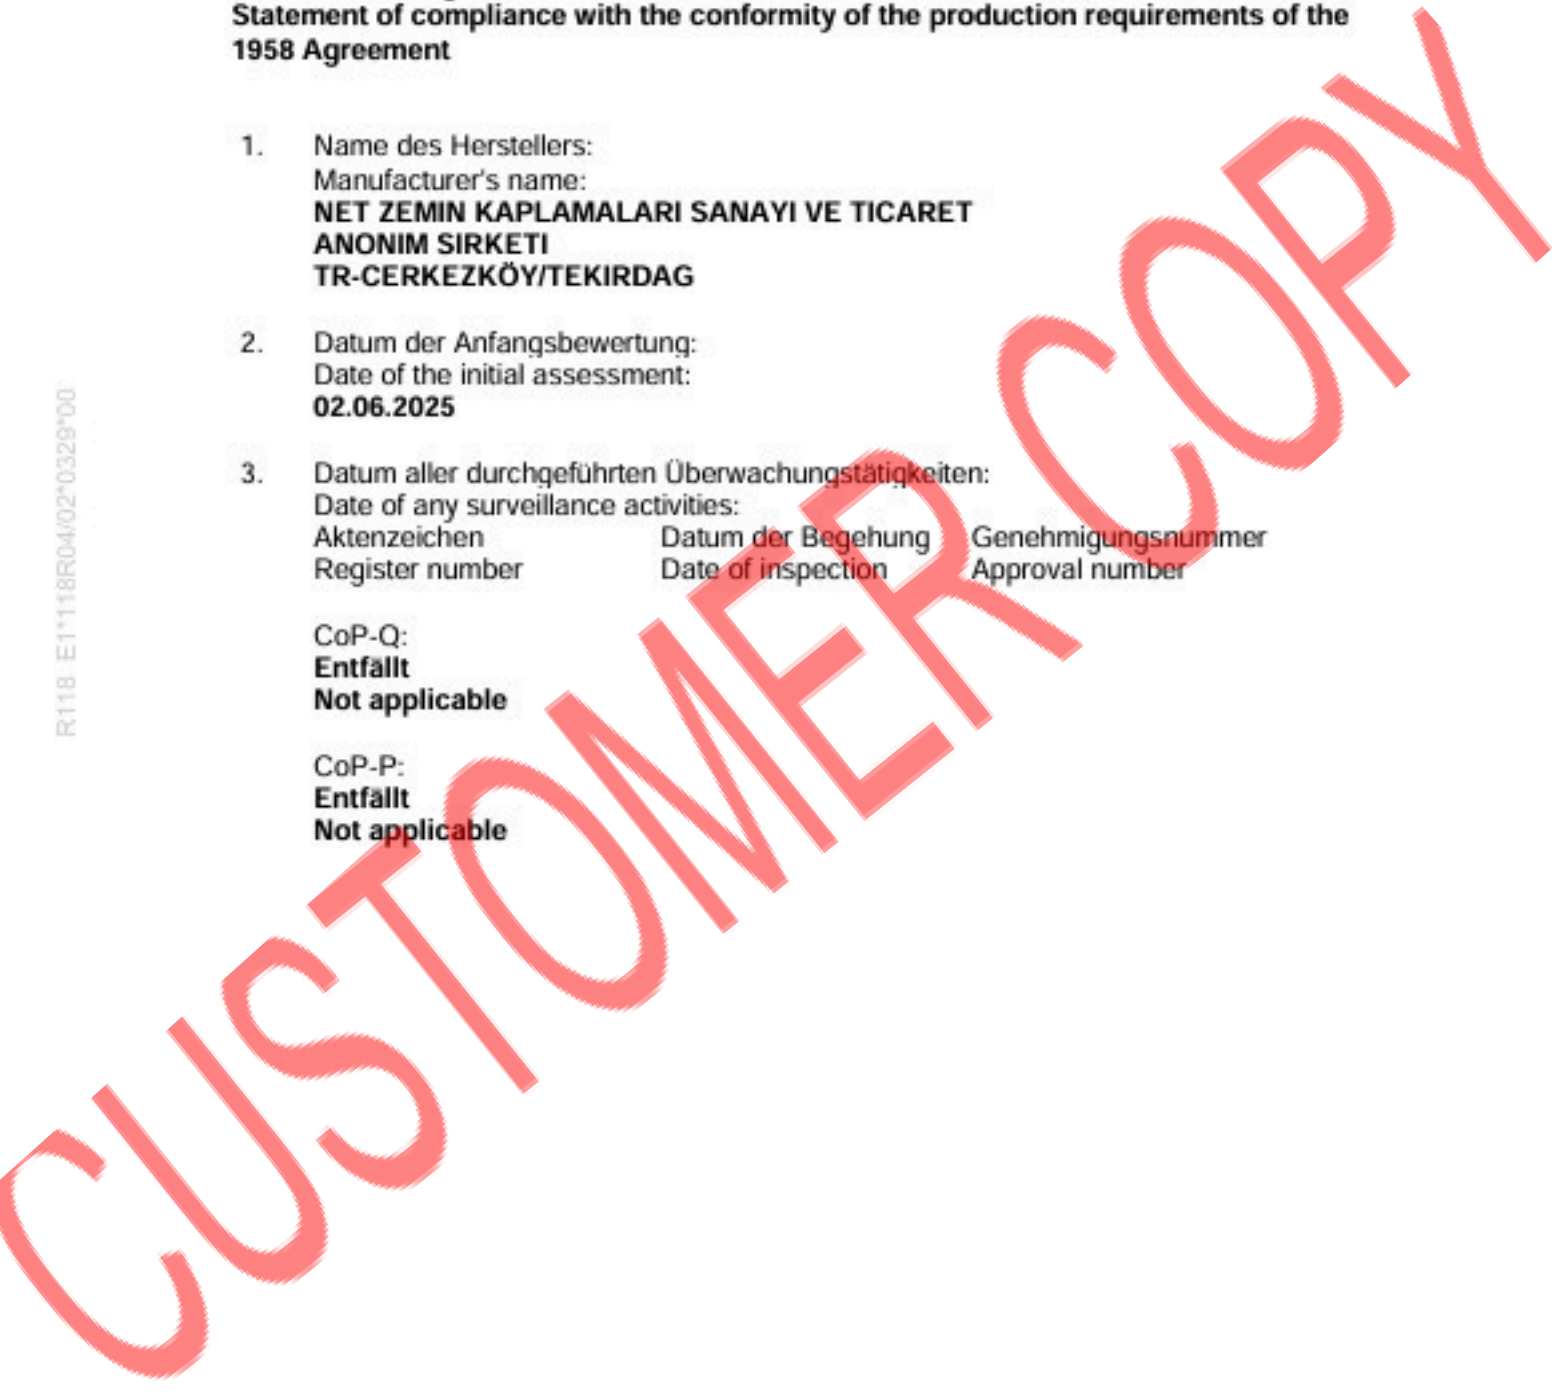 Statement of compliance with the conformity of the production requirements of the
1958 Agreement
1. Name des Herstellers:
Manufacturer's name:
NET ZEMIN KAPLAMALARI SANAYI VE TICARET
ANONIM SIRKETI
TR-CERKEZKÖY/TEKIRDAG
2. Datum der Anfangsbewertung:
Date of the initial assessment:
02.06.2025
3. Datum aller durchgeführten Überwachungstätigkeiten:
Date of any surveillance activities:
Aktenzeichen Datum der Begehung Genehmigungsnummer
Register number Date of inspection Approval number
CoP-Q:
Entfällt
Not applicable
CoP-P:
Entfällt
Not applicable
R118 E1*118R04/02*0329*00
CUSTOMER COPY